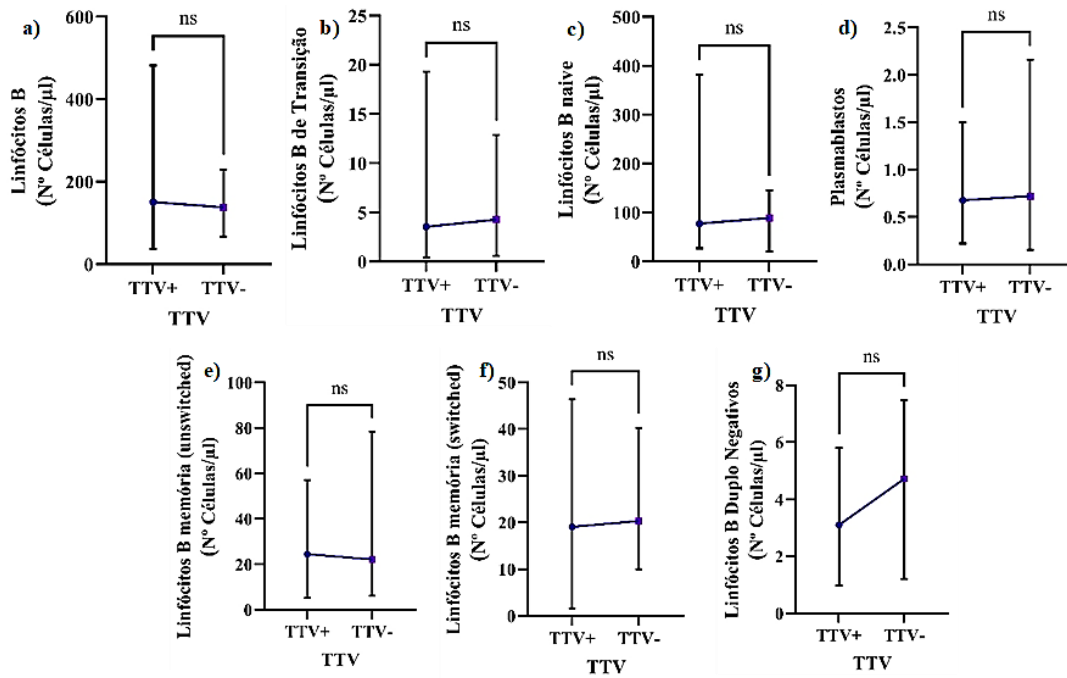 a)
Linfócitos B
(Nº Células/µl)
600
400
200
0
ns
TTV+ TTV-
TTV
b)
Linfócitos B de Transição
(Nº Células/µl)
25
20
15
10
5
0
ns
TTV+ TTV-
TTV
c)
Linfócitos B naive
(Nº Células/µl)
500
400
300
200
100
0
ns
TTV+ TTV-
TTV
d)
Plasmablastos
(Nº Células/µl)
2.5
2.0
1.5
1.0
0.5
0.0
ns
TTV+ TTV-
TTV
e)
Linfócitos B memória (unswitched)
(Nº Células/µl)
100
80
60
40
20
0
ns
TTV+ TTV-
TTV
f)
Linfócitos B memória (switched)
(Nº Células/µl)
50
40
30
20
10
0
ns
TTV+ TTV-
TTV
g)
Linfócitos B Duplo Negativos
(Nº Células/µl)
8
6
4
2
0
ns
TTV+ TTV-
TTV